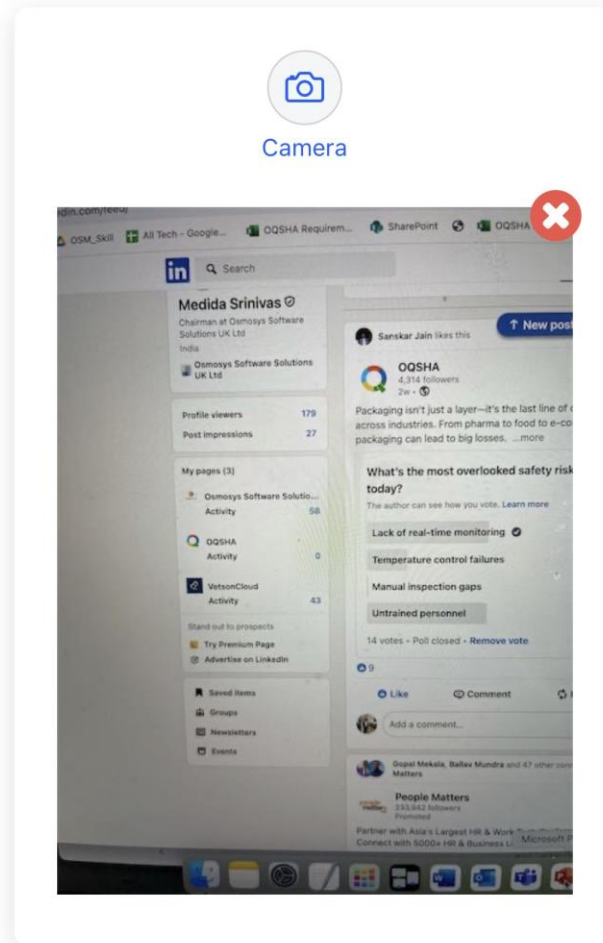 Camera
edin.com/feed/
OSM_Skill
All Tech - Google...
OQSHA Requirem...
SharePoint
OQSHA
in
Search
Medida Srinivas
Chairman at Osmosys Software
Solutions UK Ltd
India
Osmosys Software Solutions
UK Ltd
Profile viewers 179
Post impressions 27
My pages (3)
Osmosys Software Solutio...
Activity 58
OQSHA
Activity 0
VetsonCloud
Activity 43
Stand out to prospects
Try Premium Page
Advertise on LinkedIn
Saved items
Groups
Newsletters
Events
↑ New post
Sanskar Jain likes this
OQSHA
4,314 followers
2w •
Packaging isn't just a layer—it's the last line of
across industries. From pharma to food to e-co
packaging can lead to big losses. ...more
What's the most overlooked safety risk
today?
The author can see how you vote. Learn more
Lack of real-time monitoring
Temperature control failures
Manual inspection gaps
Untrained personnel
14 votes • Poll closed • Remove vote
9
Like
Comment
Add a comment...
Gopal Mekala, Ballav Mundra and 47 other conn
Matters
People Matters
Promoted
Partner with Asia's Largest HR & Work
Connect with 5000+ HR & Business L
Microsoft P